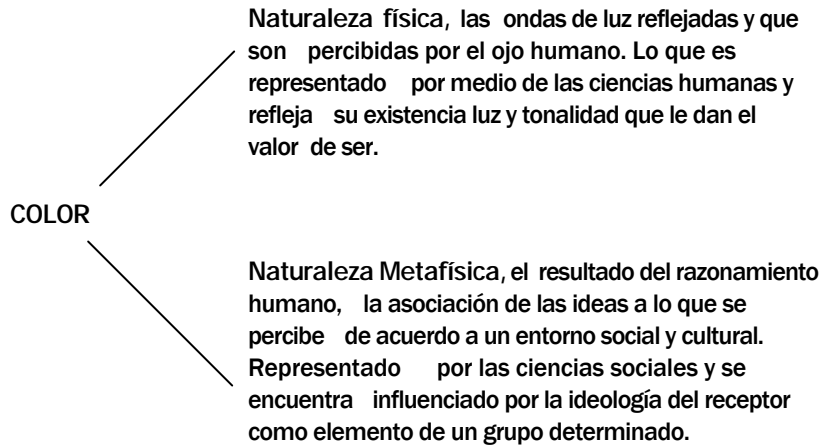 Naturaleza física, las ondas de luz reflejadas y que
son percibidas por el ojo humano. Lo que es
representado por medio de las ciencias humanas y
refleja su existencia luz y tonalidad que le dan el
valor de ser.
COLOR
Naturaleza Metafísica, el resultado del razonamiento
humano, la asociación de las ideas a lo que se
percibe de acuerdo a un entorno social y cultural.
Representado por las ciencias sociales y se
encuentra influenciado por la ideología del receptor
como elemento de un grupo determinado.